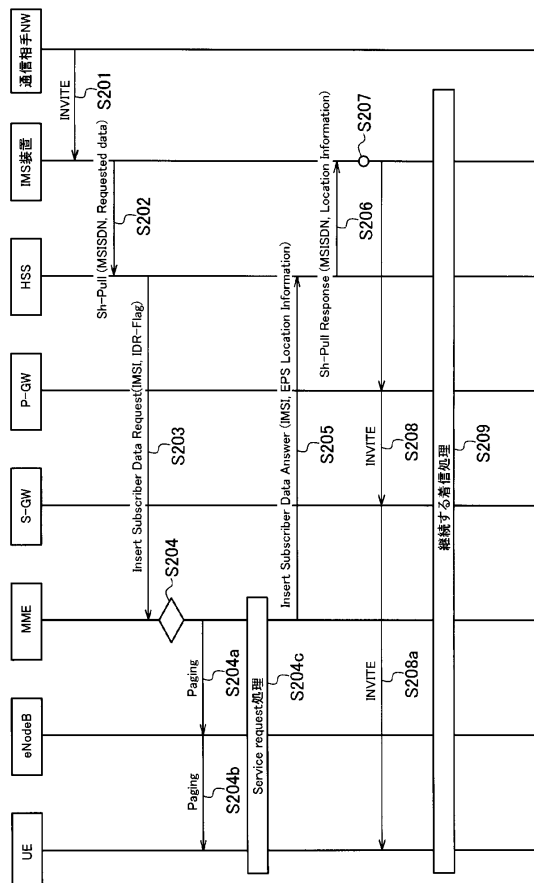 UE
eNodeB
MME
S-GW
P-GW
HSS
IMS装置
通信相手NW
INVITE
S201
Sh-Pull (MSISDN, Requested data)
S202
Insert Subscriber Data Request(IMSI, IDR-Flag)
S203
S204
Paging
S204a
Paging
S204b
Service request処理
S204c
Insert Subscriber Data Answer (IMSI, EPS Location Information)
S205
Sh-Pull Response (MSISDN, Location Information)
S206
S207
INVITE
S208
INVITE
S208a
継続する着信処理
S209